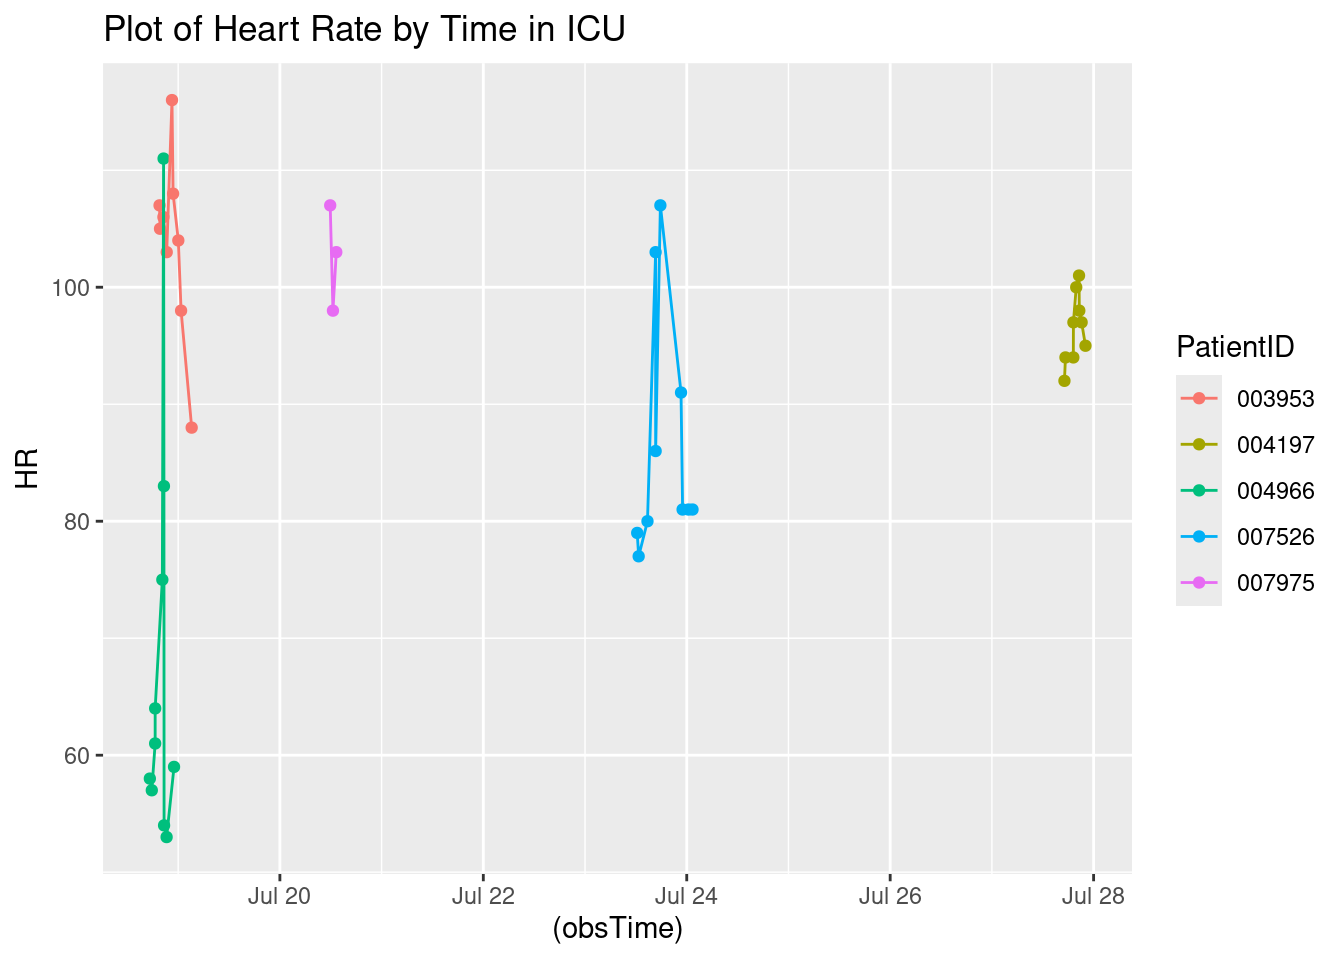 Plot of Heart Rate by Time in ICU
HR
100
80
60
Jul 20 Jul 22 Jul 24 Jul 26 Jul 28
(obsTime)
PatientID
003953
004197
004966
007526
007975